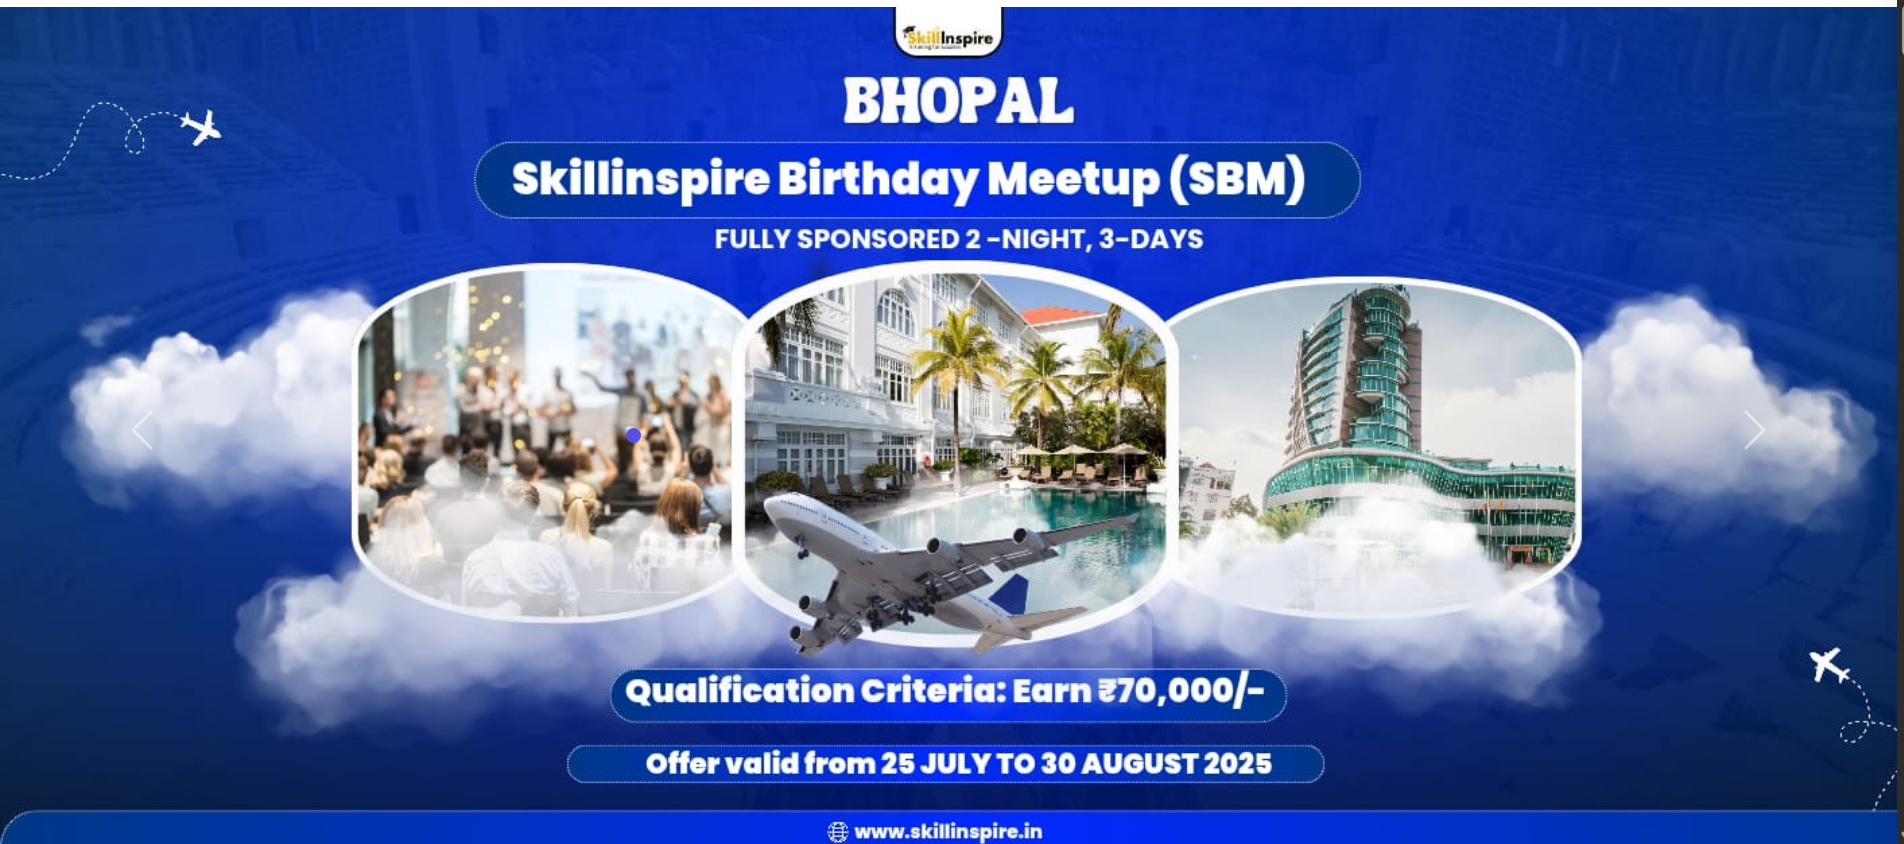 SkillInspire
BHOPAL
Skillinspire Birthday Meetup (SBM)
FULLY SPONSORED 2 -NIGHT, 3-DAYS
Qualification Criteria: Earn ₹70,000/-
Offer valid from 25 JULY TO 30 AUGUST 2025
www.skillinspire.in